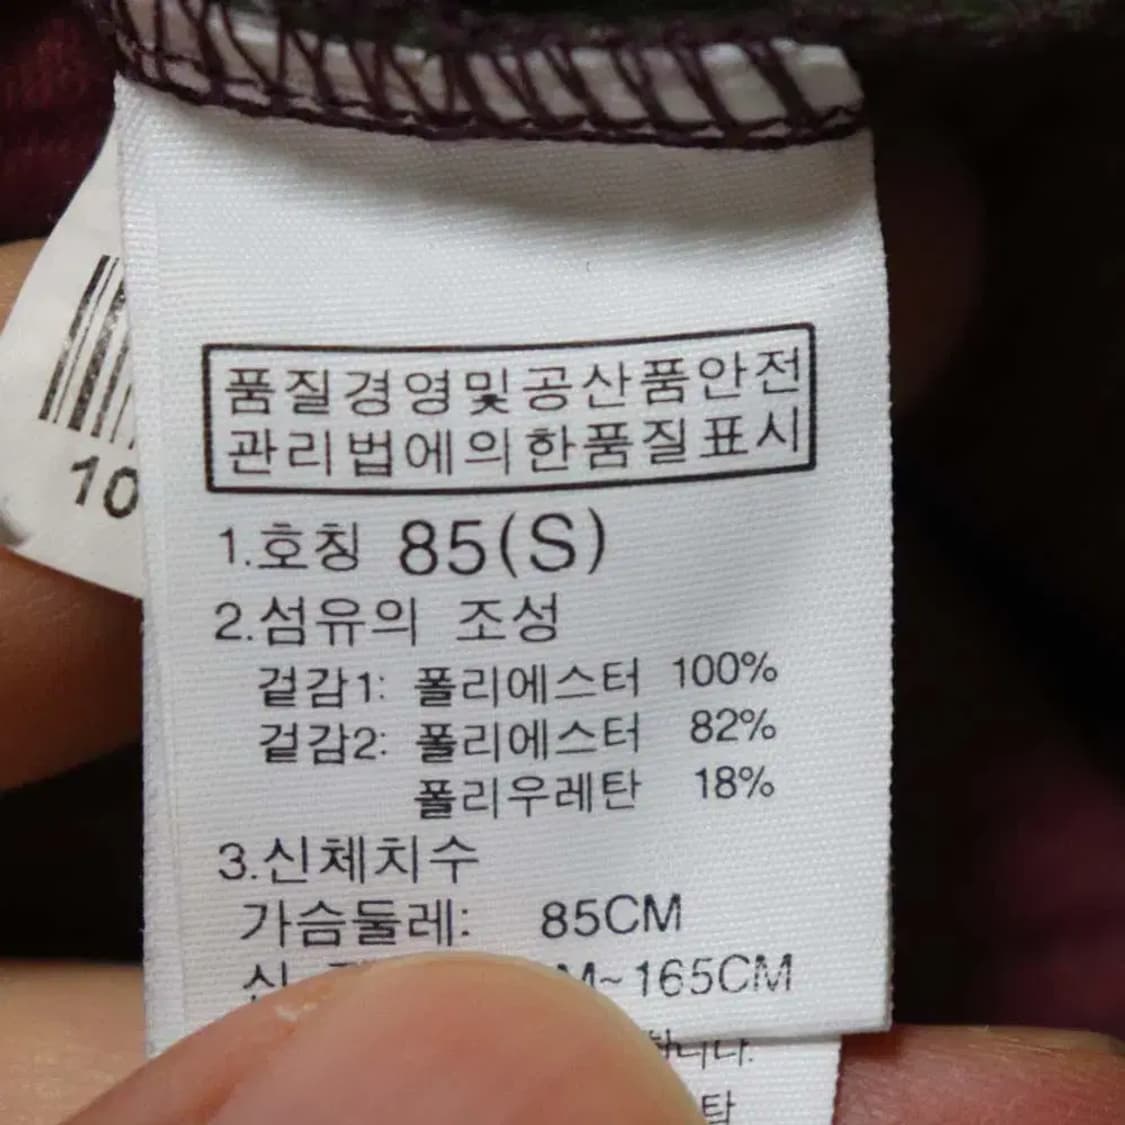 품질경영및공산품안전
관리법에의한품질표시
1.호칭 85(S)
2.섬유의 조성
겉감1: 폴리에스터 100%
겉감2: 폴리에스터 82%
폴리우레탄 18%
3.신체치수
가슴둘레: 85CM
~165CM
10